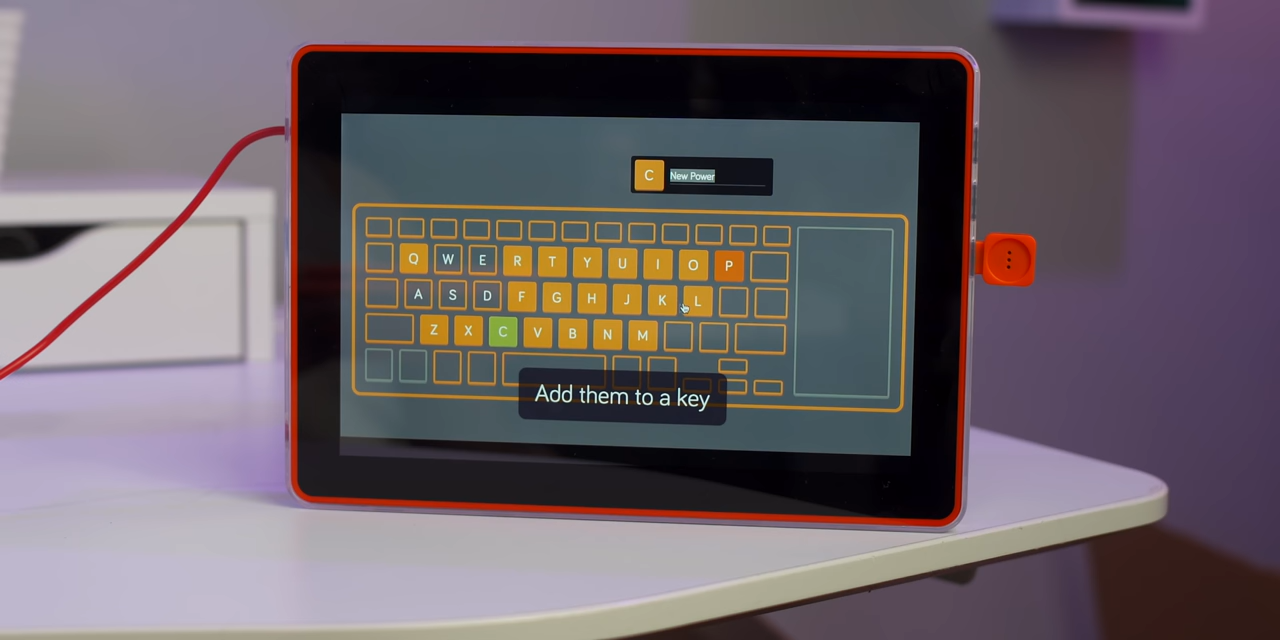 C New Power
Q W E R T Y U I O P
A S D F G H J K L
Z X C V B N M
Add them to a key